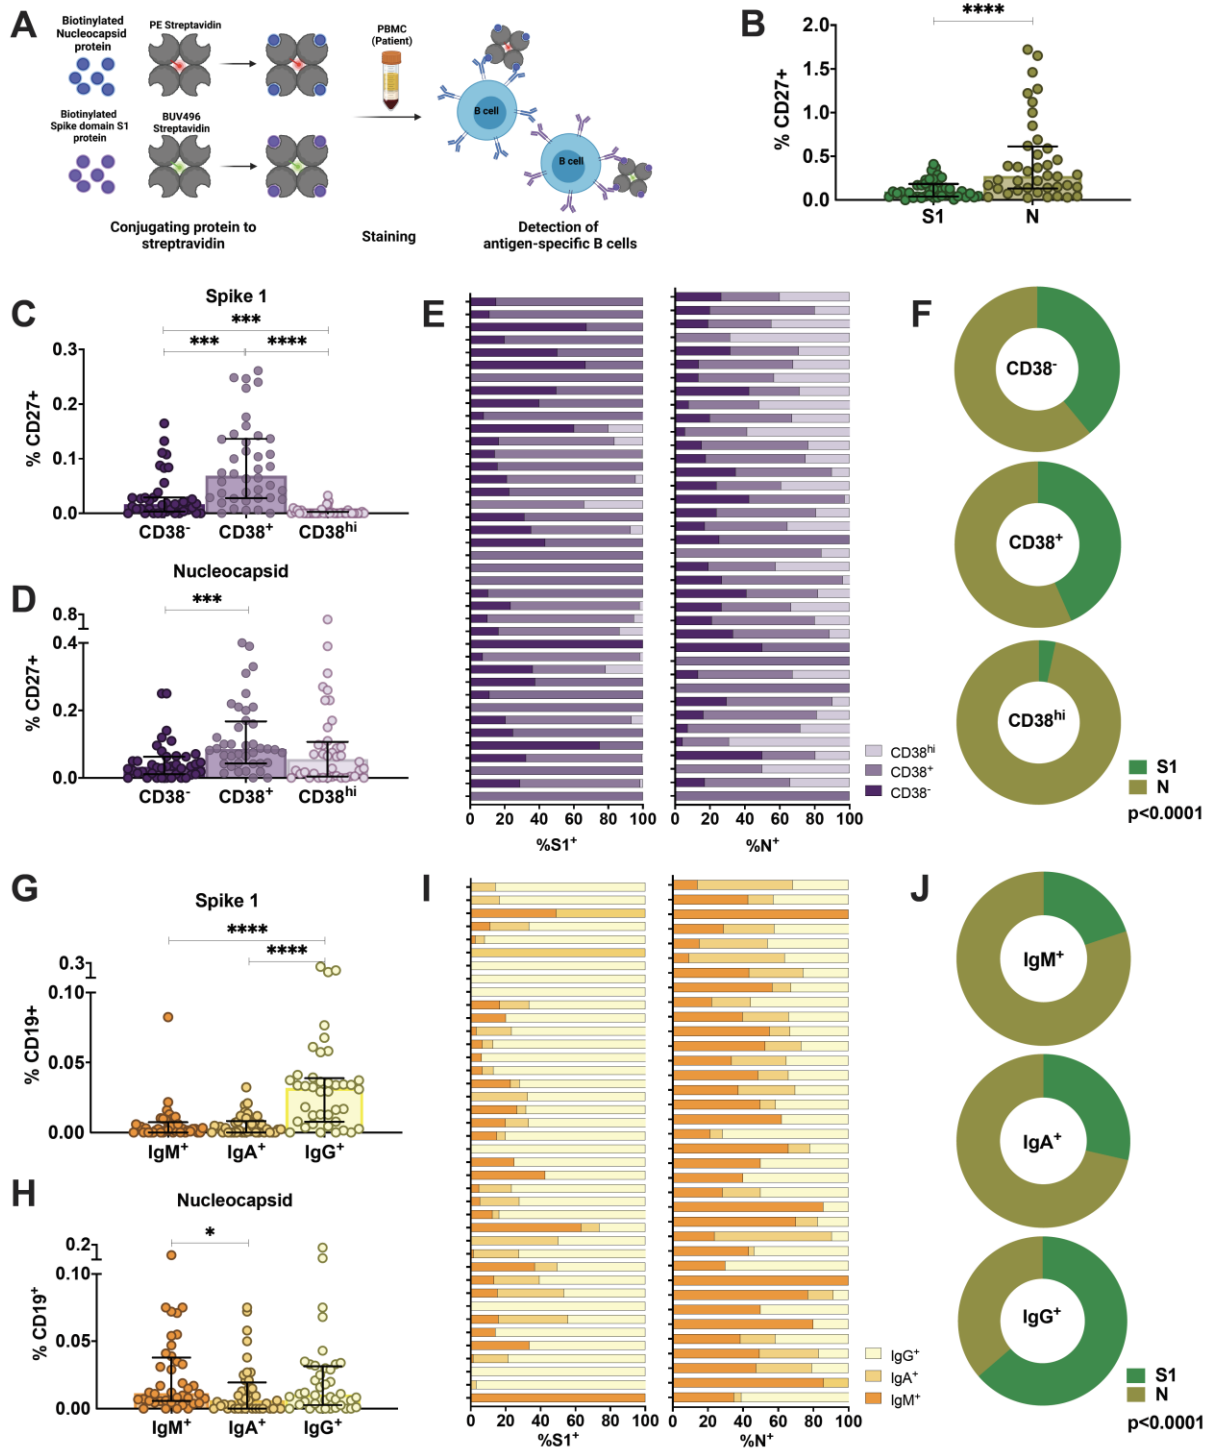 A
Biotinylated
Nucleocapsid
protein
PE Streptavidin
PBMC
(Patient)
Biotinylated
Spike domain S1
protein
BUV496
Streptavidin
B cell
B cell
Conjugating protein to
streptravidin
Staining
Detection of
antigen-specific B cells
B
****
% CD27+
2.0
1.5
1.0
0.5
0.0
S1
N
C
Spike 1
***
***
****
% CD27+
0.3
0.2
0.1
0.0
CD38-
CD38+
CD38hi
D
Nucleocapsid
***
% CD27+
0.8
0.4
0.2
0.0
CD38-
CD38+
CD38hi
E
0 20 40 60 80 100
%S1+
0 20 40 60 80 100
%N+
CD38hi
CD38+
CD38-
F
CD38-
CD38+
CD38hi
S1
N
p<0.0001
G
Spike 1
****
****
% CD19+
0.3
0.10
0.05
0.00
IgM+
IgA+
IgG+
H
Nucleocapsid
*
% CD19+
0.2
0.10
0.05
0.00
IgM+
IgA+
IgG+
I
0 20 40 60 80 100
%S1+
0 20 40 60 80 100
%N+
IgG+
IgA+
IgM+
J
IgM+
IgA+
IgG+
S1
N
p<0.0001